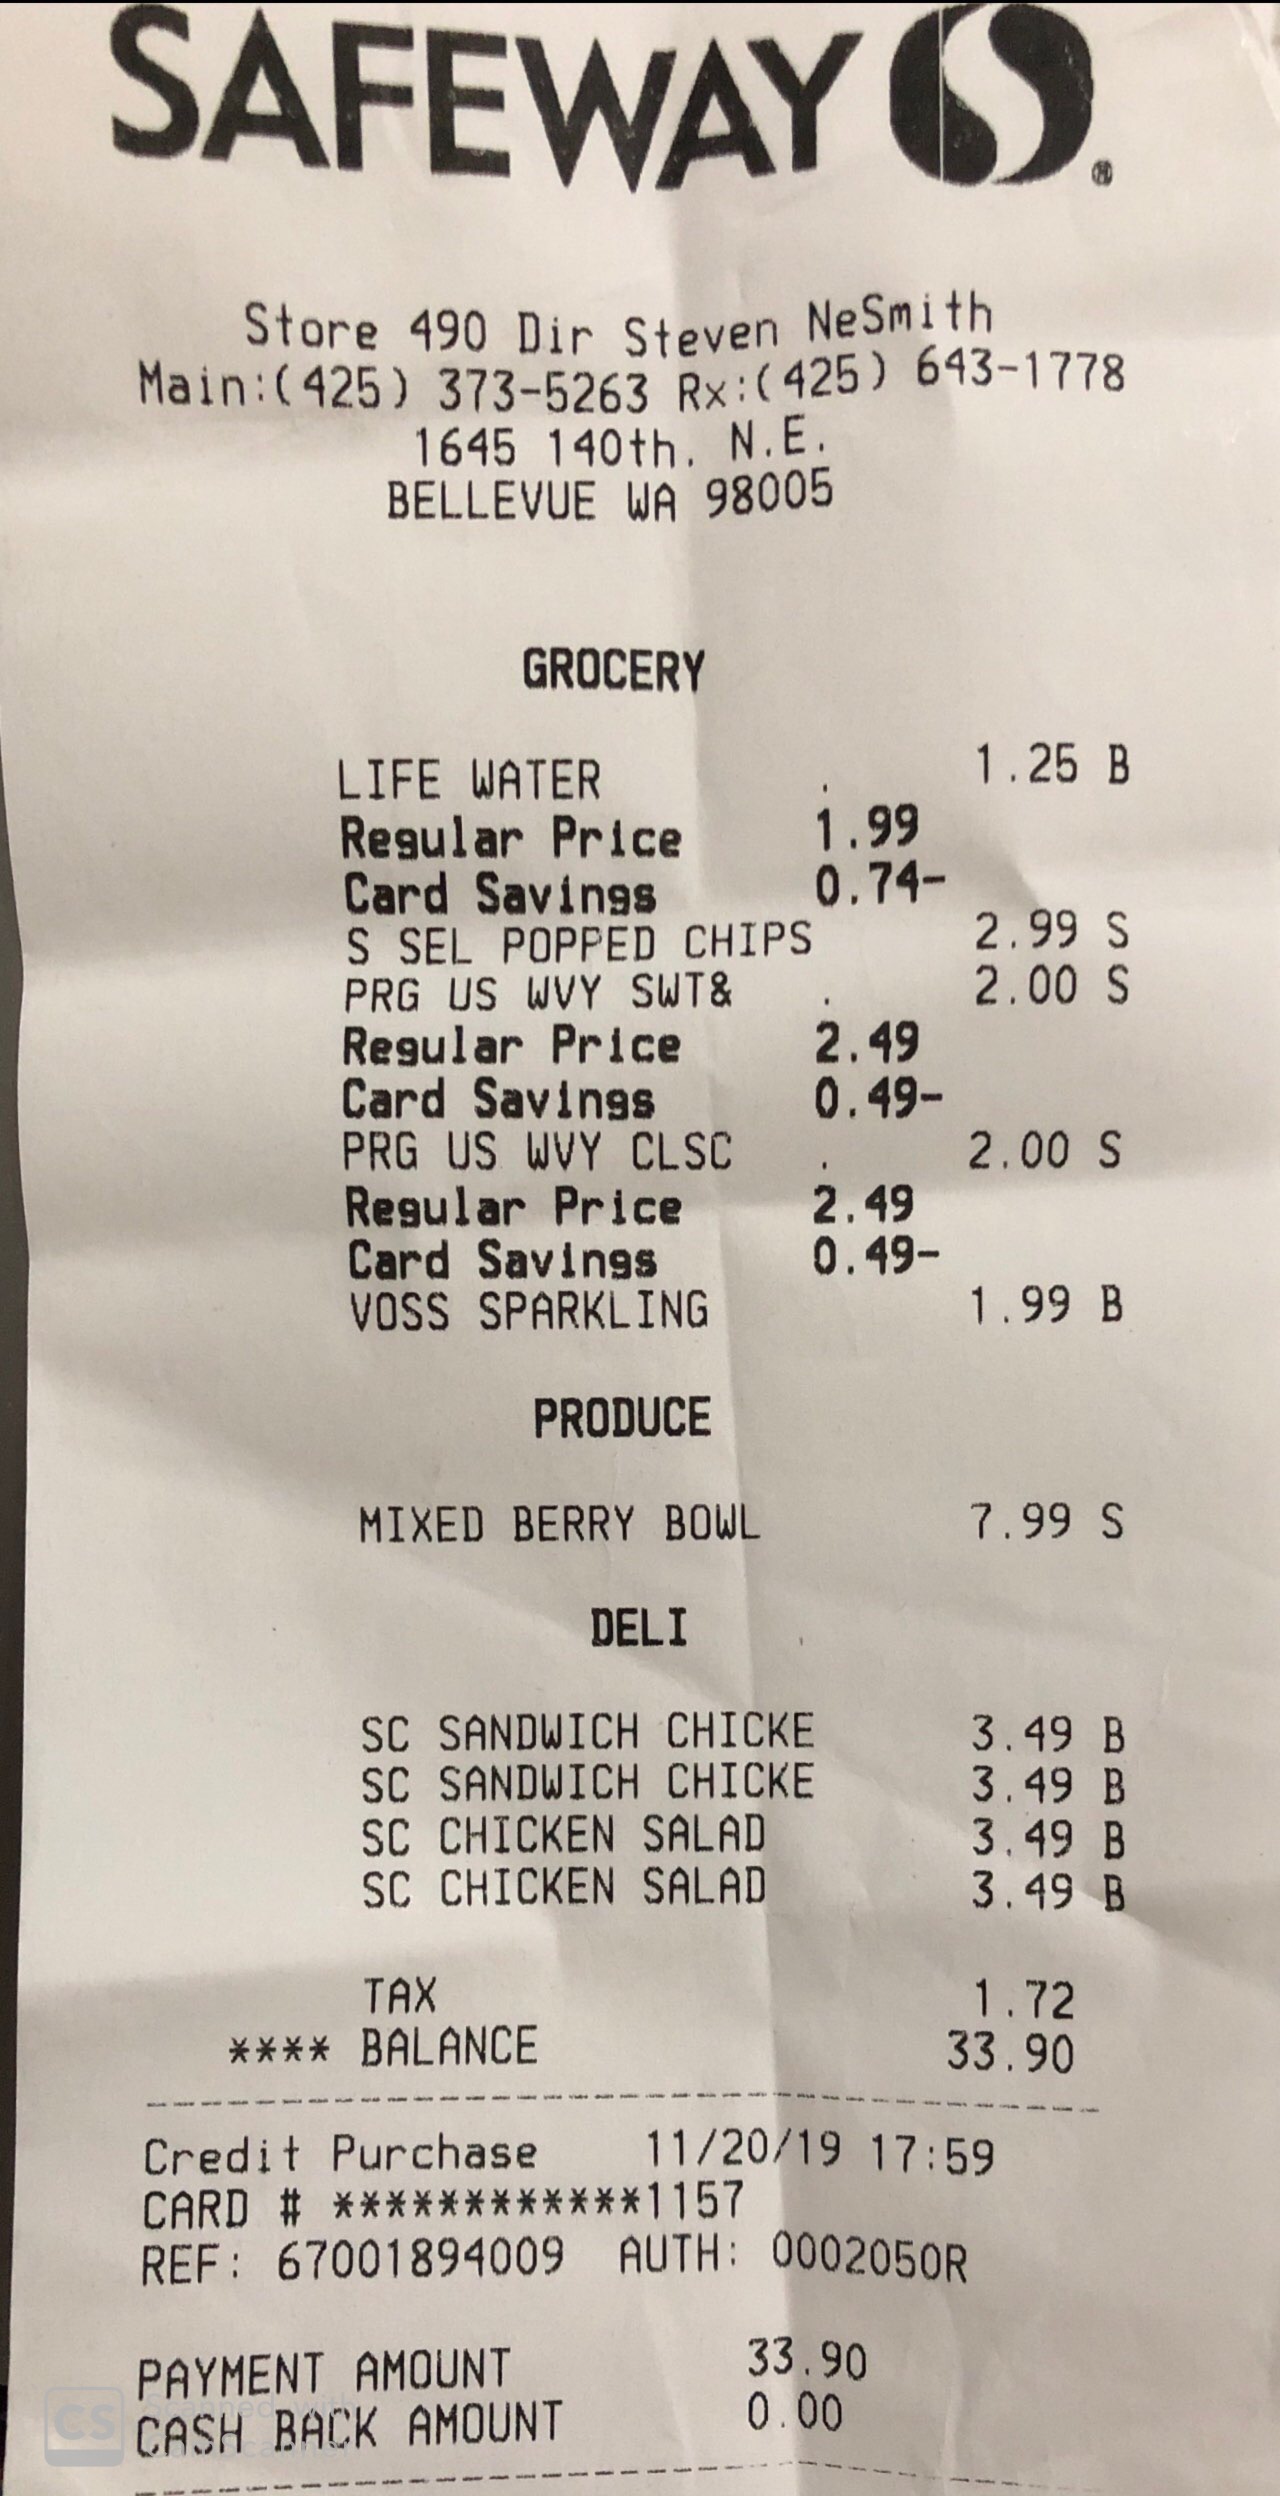 SAFEWAY
Store 490 Dir Steven NeSmith
Main:(425) 373-5263 Rx:(425) 643-1778
1645 140th. N.E.
BELLEVUE WA 98005
GROCERY
LIFE WATER . 1.25 B
Regular Price 1.99
Card Savings 0.74-
S SEL POPPED CHIPS 2.99 S
PRG US WVY SWT& . 2.00 S
Regular Price 2.49
Card Savings 0.49-
PRG US WVY CLSC . 2.00 S
Regular Price 2.49
Card Savings 0.49-
VOSS SPARKLING 1.99 B
PRODUCE
MIXED BERRY BOWL 7.99 S
DELI
SC SANDWICH CHICKE 3.49 B
SC SANDWICH CHICKE 3.49 B
SC CHICKEN SALAD 3.49 B
SC CHICKEN SALAD 3.49 B
TAX 1.72
**** BALANCE 33.90
Credit Purchase 11/20/19 17:59
CARD # ************1157
REF: 67001894009 AUTH: 0002050R
PAYMENT AMOUNT 33.90
CASH BACK AMOUNT 0.00
CS